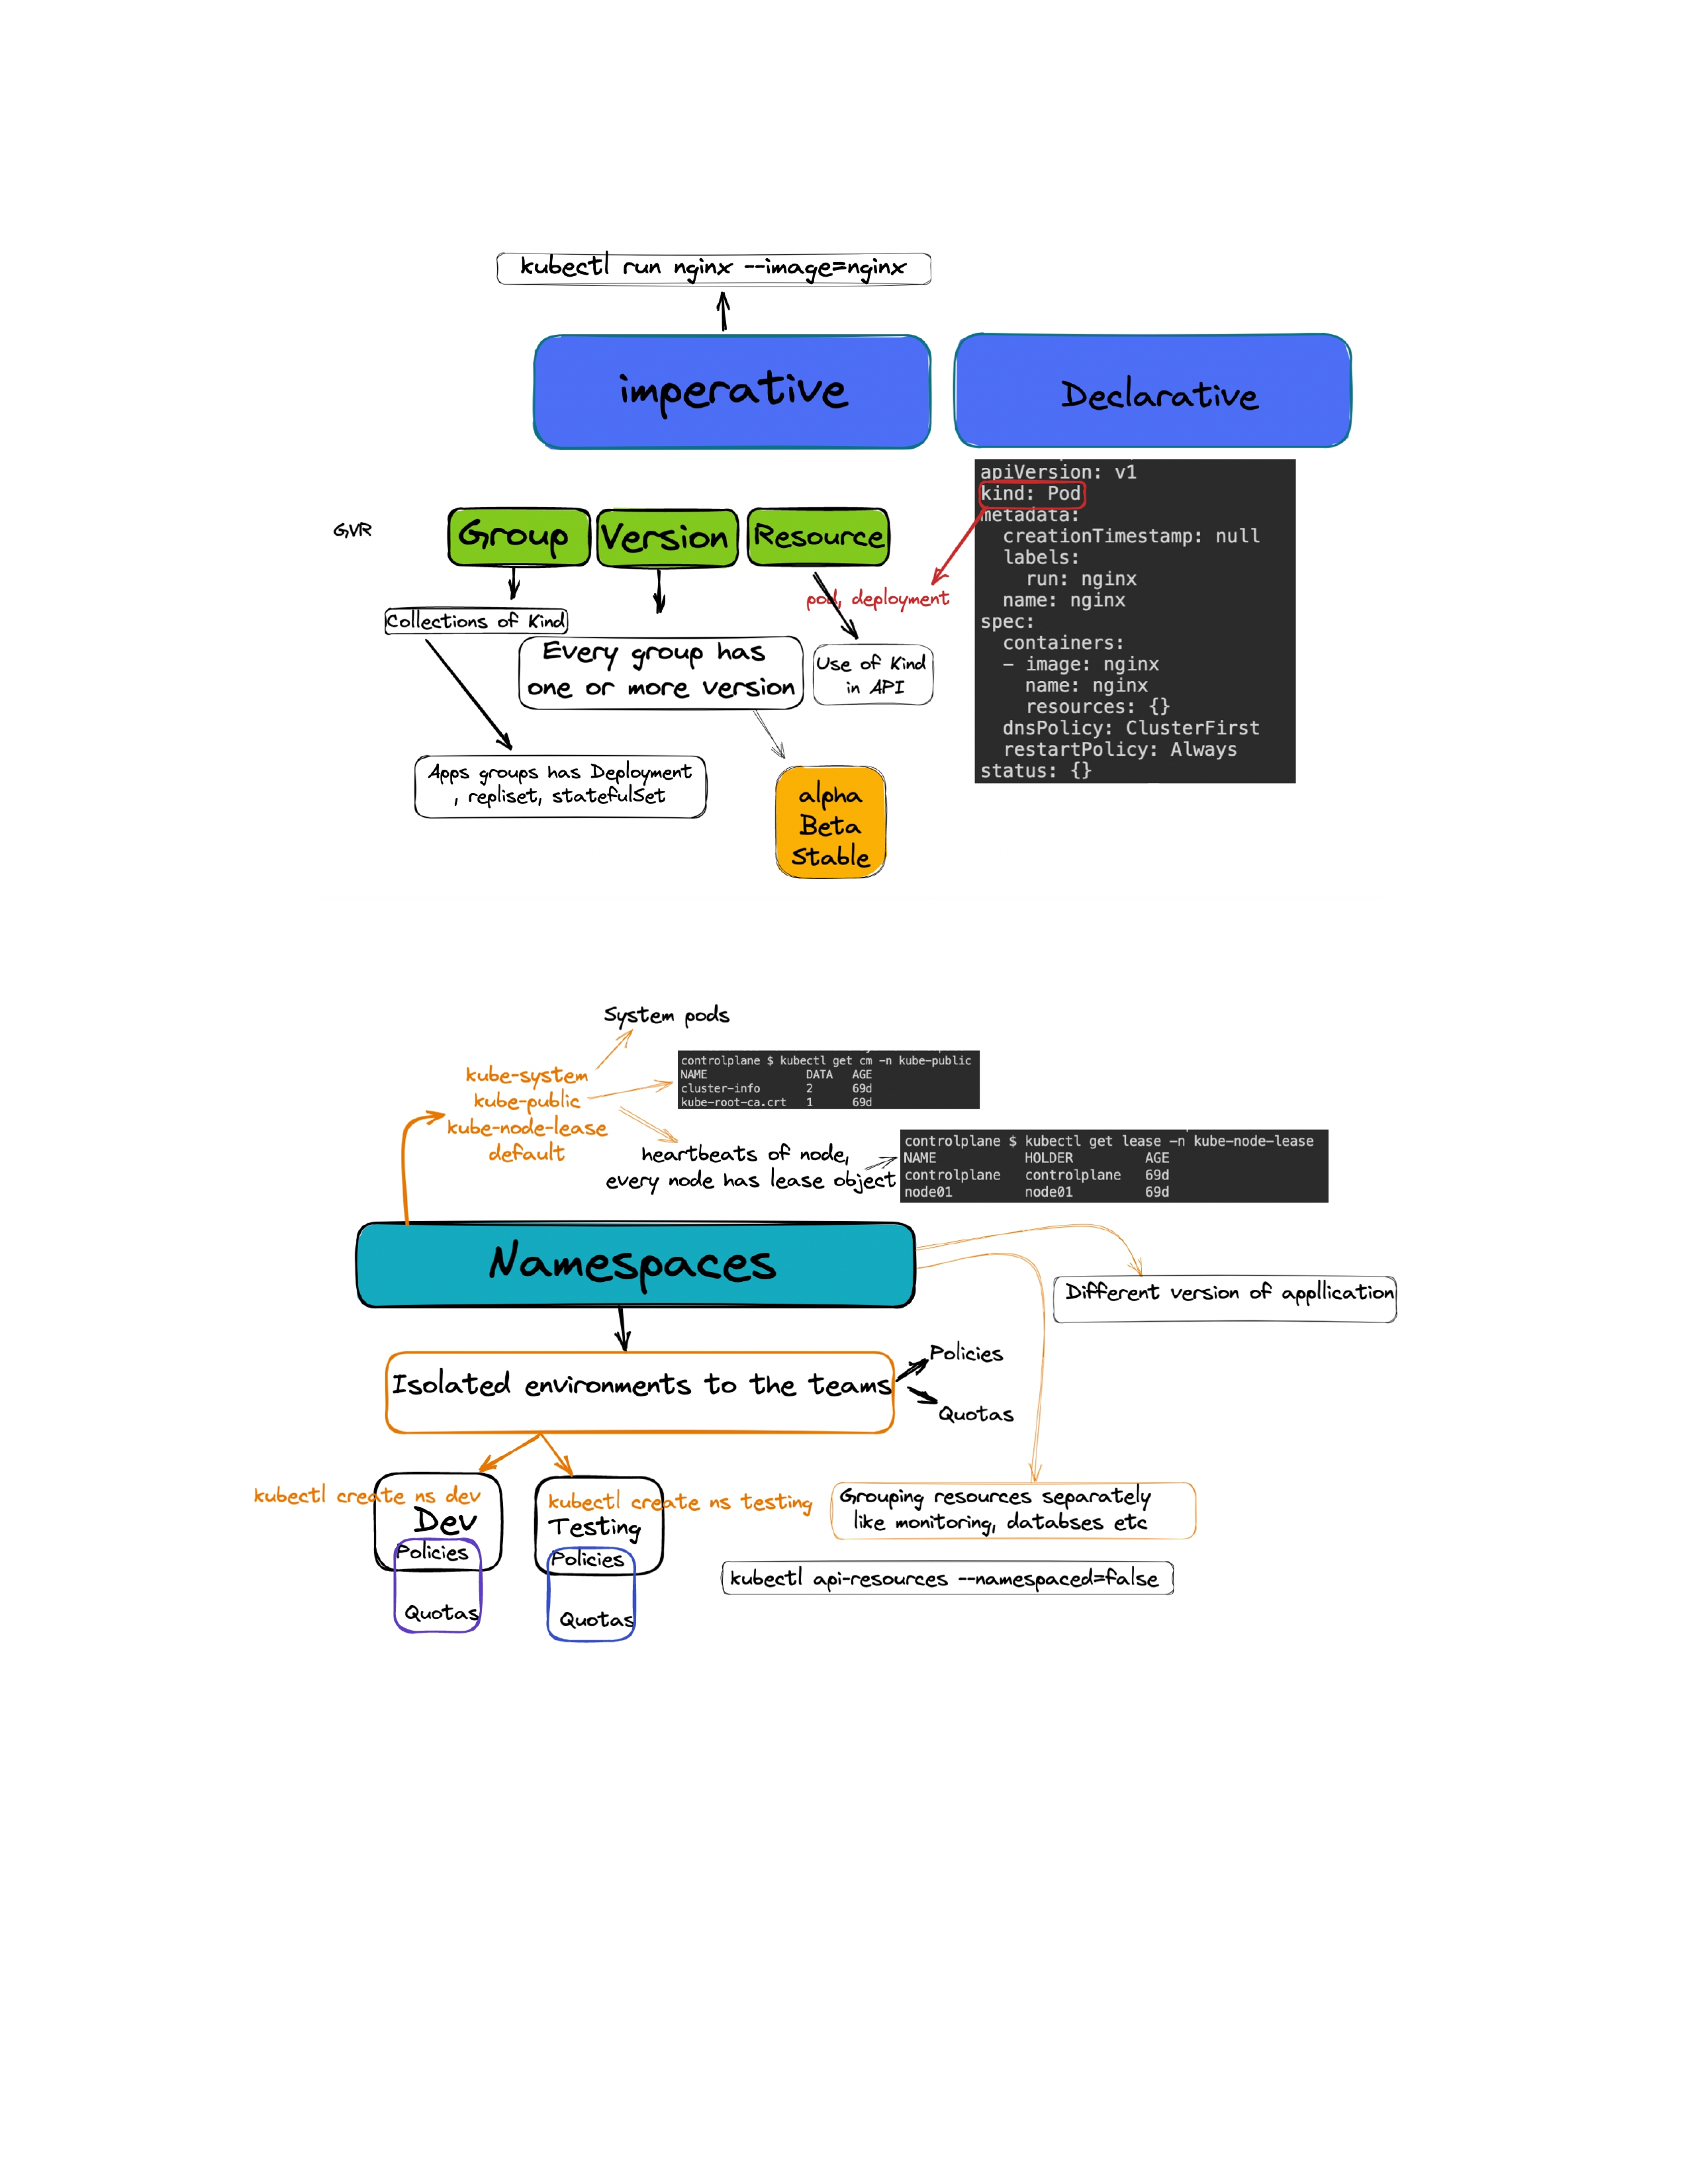 kubectl run nginx --image=nginx
imperative
Declarative
apiVersion: v1
kind: Pod
metadata:
  creationTimestamp: null
  labels:
    run: nginx
  name: nginx
spec:
  containers:
  - image: nginx
    name: nginx
    resources: {}
  dnsPolicy: ClusterFirst
  restartPolicy: Always
status: {}
GVR
Group
Version
Resource
pod, deployment
Collections of Kind
Every group has
one or more version
Use of Kind
in API
Apps groups has Deployment
, repliset, statefulSet
alpha
Beta
Stable
System pods
kube-system
kube-public
kube-node-lease
default
controlplane $ kubectl get cm -n kube-public
NAME DATA AGE
cluster-info 2 69d
kube-root-ca.crt 1 69d
heartbeats of node,
every node has lease object
controlplane $ kubectl get lease -n kube-node-lease
NAME HOLDER AGE
controlplane controlplane 69d
node01 node01 69d
Namespaces
Different version of appllication
Isolated environments to the teams
Policies
Quotas
kubectl create ns dev
Dev
Policies
Quotas
kubectl create ns testing
Testing
Policies
Quotas
Grouping resources separately
like monitoring, databses etc
kubectl api-resources --namespaced=false